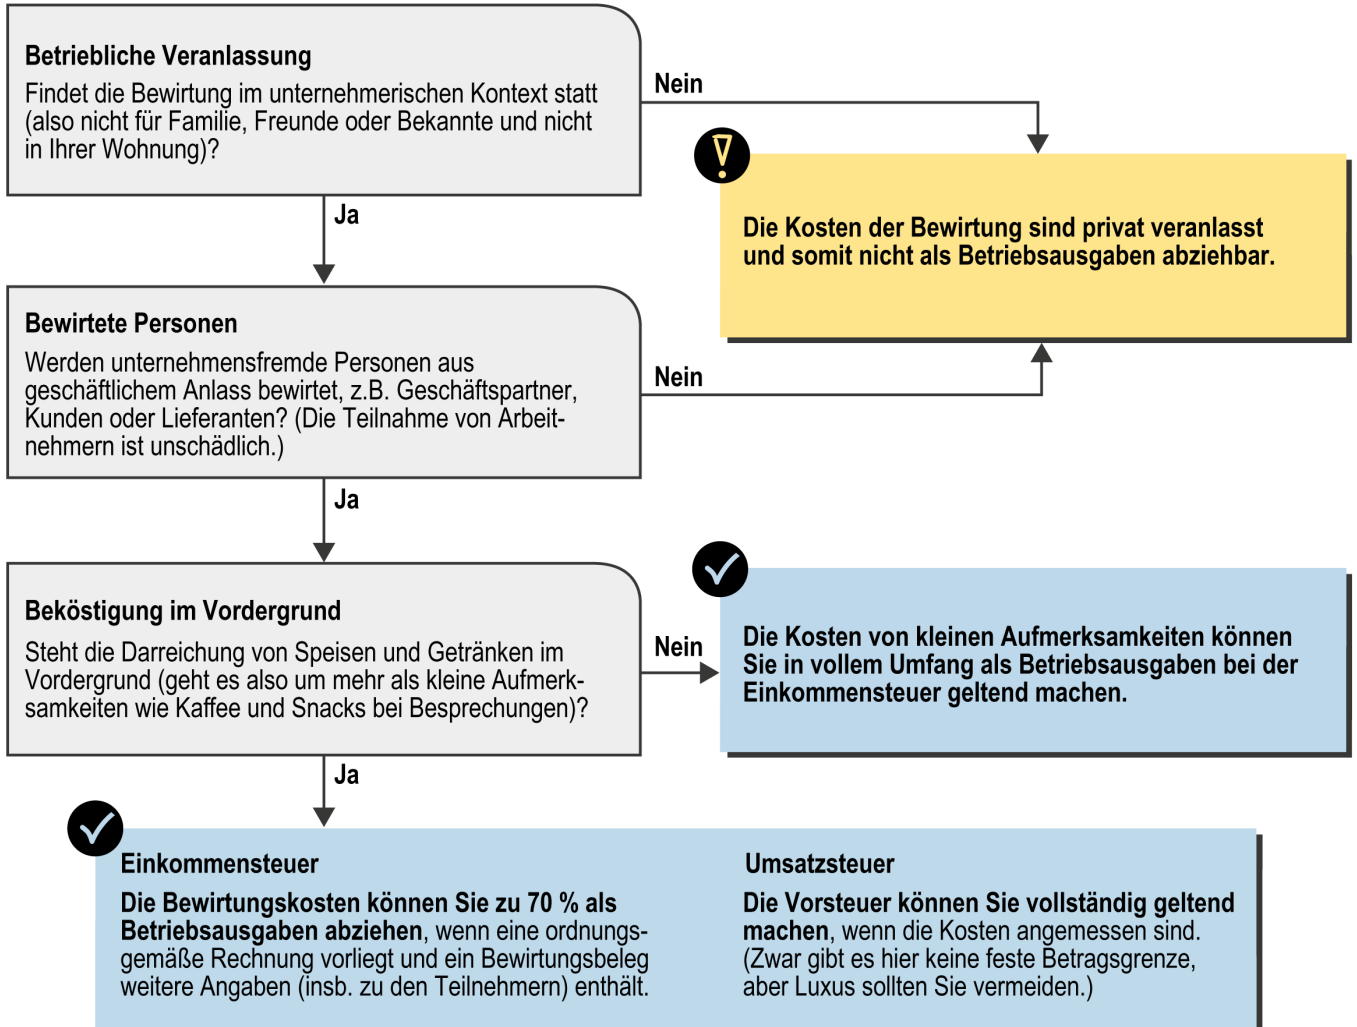 Betriebliche Veranlassung
Findet die Bewirtung im unternehmerischen Kontext statt
(also nicht für Familie, Freunde oder Bekannte und nicht
in Ihrer Wohnung)?
Nein
Die Kosten der Bewirtung sind privat veranlasst
und somit nicht als Betriebsausgaben abziehbar.
Ja
Bewirtete Personen
Werden unternehmensfremde Personen aus
geschäftlichem Anlass bewirtet, z.B. Geschäftspartner,
Kunden oder Lieferanten? (Die Teilnahme von Arbeit-
nehmern ist unschädlich.)
Nein
Ja
Beköstigung im Vordergrund
Steht die Darreichung von Speisen und Getränken im
Vordergrund (geht es also um mehr als kleine Aufmerk-
samkeiten wie Kaffee und Snacks bei Besprechungen)?
Nein
Die Kosten von kleinen Aufmerksamkeiten können
Sie in vollem Umfang als Betriebsausgaben bei der
Einkommensteuer geltend machen.
Ja
Einkommensteuer
Die Bewirtungskosten können Sie zu 70 % als
Betriebsausgaben abziehen, wenn eine ordnungs-
gemäße Rechnung vorliegt und ein Bewirtungsbeleg
weitere Angaben (insb. zu den Teilnehmern) enthält.
Umsatzsteuer
Die Vorsteuer können Sie vollständig geltend
machen, wenn die Kosten angemessen sind.
(Zwar gibt es hier keine feste Betragsgrenze,
aber Luxus sollten Sie vermeiden.)